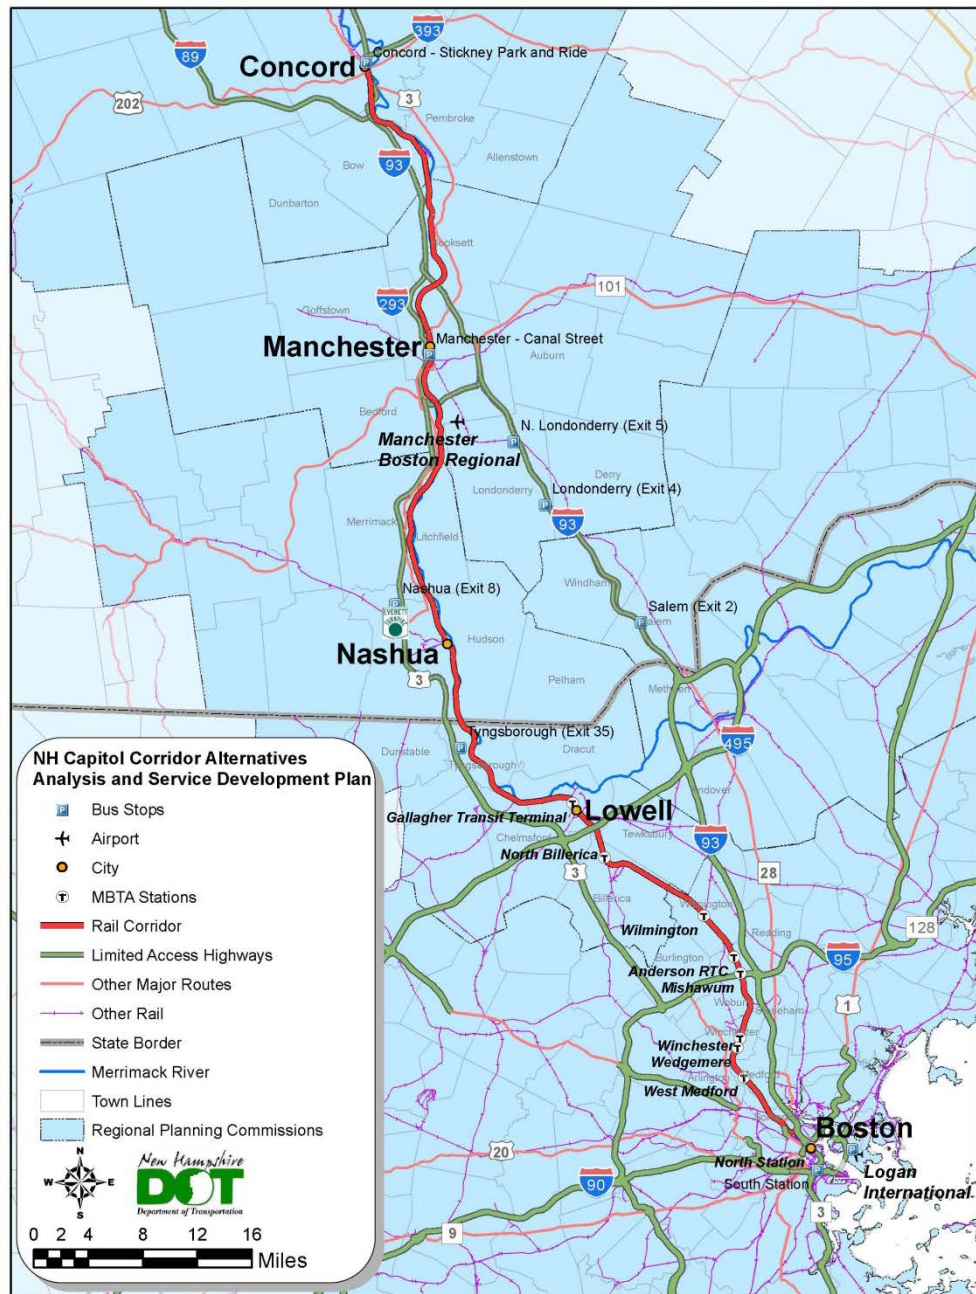 393
89
Concord - Stickney Park and Ride
Concord
202
3
Pembroke
Allenstown
Bow
93
Dunbarton
Hooksett
293
101
Goffstown
Manchester
Manchester - Canal Street
Auburn
Bedford
N. Londonderry (Exit 5)
Manchester
Boston Regional
Derry
Londonderry
Londonderry (Exit 4)
93
Merrimack
Litchfield
Windham
Nashua (Exit 8)
EVERETT
TURNPIKE
Salem (Exit 2)
Salem
Hudson
Nashua
3
Pelham
Methuen
Tyngsborough (Exit 35)
Dunstable
Dracut
Tyngsborough
495
Andover
Gallagher Transit Terminal
Lowell
Chelmsford
Tewksbury
North Billerica
93
3
28
Billerica
Wilmington
Wilmington
Reading
128
Burlington
95
Anderson RTC
Mishawum
Woburn
Stoneham
1
Winchester
Winchester
Wedgemere
Arlington
Medford
West Medford
Boston
20
North Station
South Station
Logan
International
90
3
9
NH Capitol Corridor Alternatives
Analysis and Service Development Plan
P Bus Stops
Airport
City
T MBTA Stations
Rail Corridor
Limited Access Highways
Other Major Routes
Other Rail
State Border
Merrimack River
Town Lines
Regional Planning Commissions
N
W E
S
New Hampshire
DOT
Department of Transportation
0 2 4 8 12 16
Miles